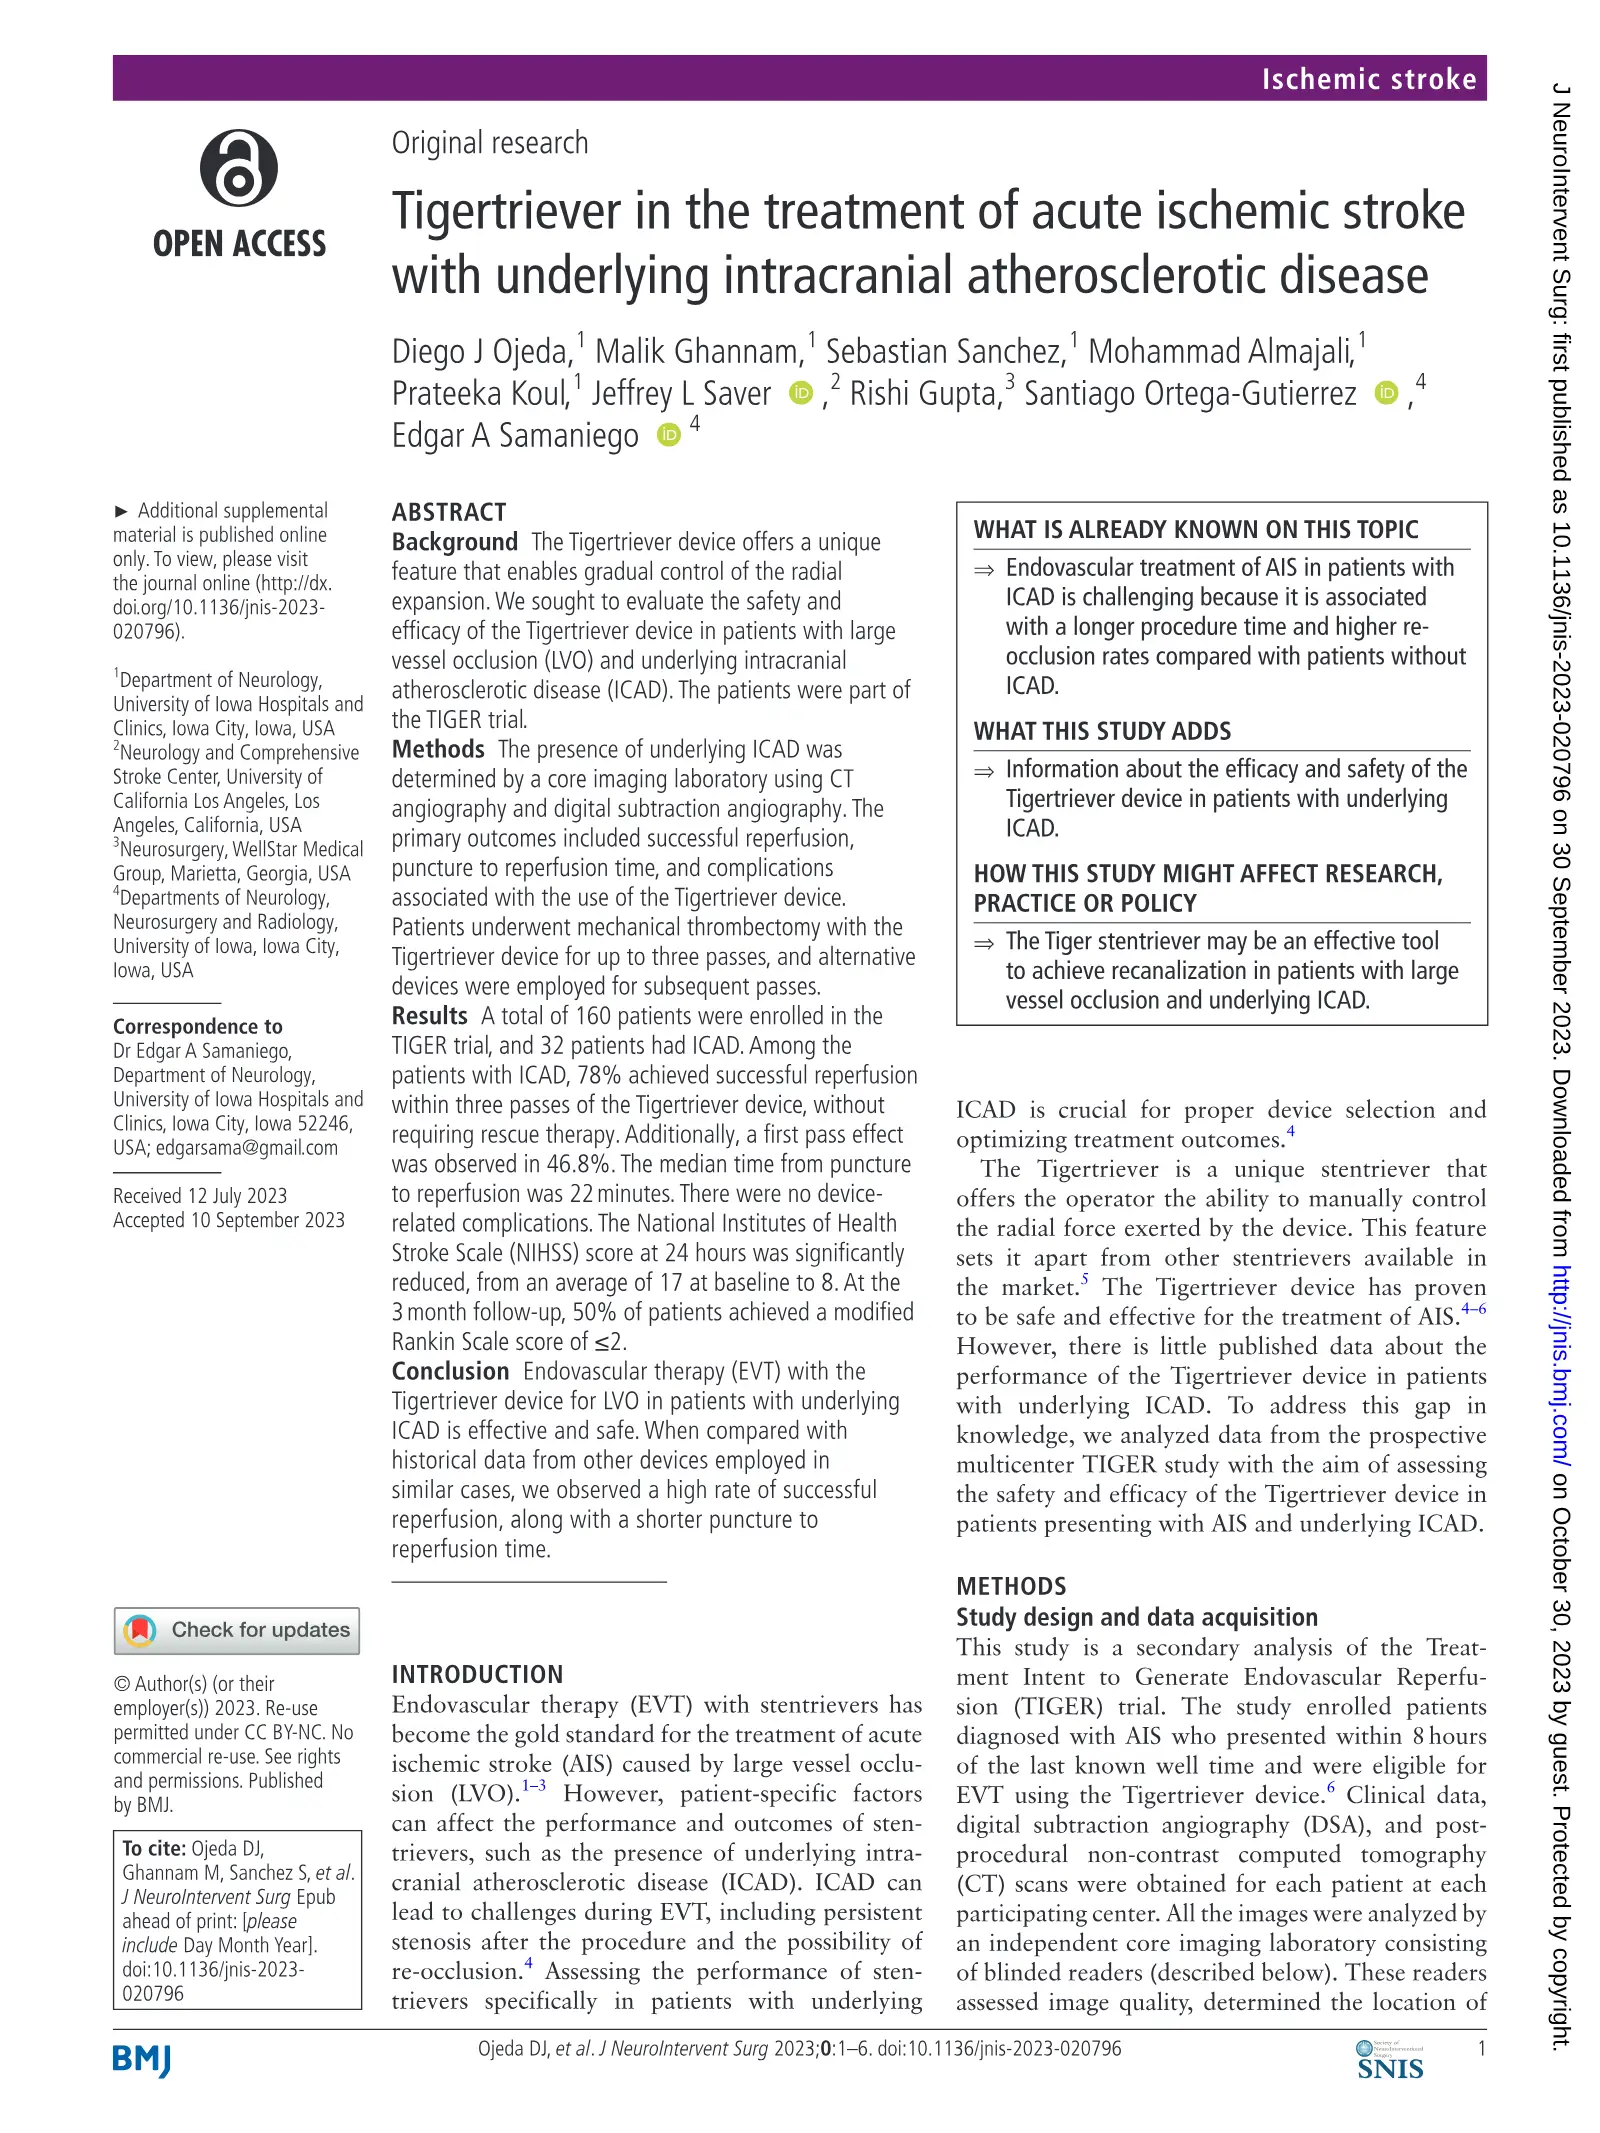 Ischemic stroke
OPEN ACCESS
Original research
Tigertriever in the treatment of acute ischemic stroke
with underlying intracranial atherosclerotic disease
Diego J Ojeda,1 Malik Ghannam,1 Sebastian Sanchez,1 Mohammad Almajali,1
Prateeka Koul,1 Jeffrey L Saver iD ,2 Rishi Gupta,3 Santiago Ortega-Gutierrez iD ,4
Edgar A Samaniego iD 4
► Additional supplemental
material is published online
only. To view, please visit
the journal online (http://dx.
doi.org/10.1136/jnis-2023-
020796).
1Department of Neurology,
University of Iowa Hospitals and
Clinics, Iowa City, Iowa, USA
2Neurology and Comprehensive
Stroke Center, University of
California Los Angeles, Los
Angeles, California, USA
3Neurosurgery, WellStar Medical
Group, Marietta, Georgia, USA
4Departments of Neurology,
Neurosurgery and Radiology,
University of Iowa, Iowa City,
Iowa, USA
Correspondence to
Dr Edgar A Samaniego,
Department of Neurology,
University of Iowa Hospitals and
Clinics, Iowa City, Iowa 52246,
USA; edgarsama@gmail.com
Received 12 July 2023
Accepted 10 September 2023
Check for updates
© Author(s) (or their
employer(s)) 2023. Re-use
permitted under CC BY-NC. No
commercial re-use. See rights
and permissions. Published
by BMJ.
To cite: Ojeda DJ,
Ghannam M, Sanchez S, et al.
J NeuroIntervent Surg Epub
ahead of print: [please
include Day Month Year].
doi:10.1136/jnis-2023-
020796
ABSTRACT
Background The Tigertriever device offers a unique
feature that enables gradual control of the radial
expansion. We sought to evaluate the safety and
efficacy of the Tigertriever device in patients with large
vessel occlusion (LVO) and underlying intracranial
atherosclerotic disease (ICAD). The patients were part of
the TIGER trial.
Methods The presence of underlying ICAD was
determined by a core imaging laboratory using CT
angiography and digital subtraction angiography. The
primary outcomes included successful reperfusion,
puncture to reperfusion time, and complications
associated with the use of the Tigertriever device.
Patients underwent mechanical thrombectomy with the
Tigertriever device for up to three passes, and alternative
devices were employed for subsequent passes.
Results A total of 160 patients were enrolled in the
TIGER trial, and 32 patients had ICAD. Among the
patients with ICAD, 78% achieved successful reperfusion
within three passes of the Tigertriever device, without
requiring rescue therapy. Additionally, a first pass effect
was observed in 46.8%. The median time from puncture
to reperfusion was 22 minutes. There were no device-
related complications. The National Institutes of Health
Stroke Scale (NIHSS) score at 24 hours was significantly
reduced, from an average of 17 at baseline to 8. At the
3 month follow-up, 50% of patients achieved a modified
Rankin Scale score of ≤2.
Conclusion Endovascular therapy (EVT) with the
Tigertriever device for LVO in patients with underlying
ICAD is effective and safe. When compared with
historical data from other devices employed in
similar cases, we observed a high rate of successful
reperfusion, along with a shorter puncture to
reperfusion time.
INTRODUCTION
Endovascular therapy (EVT) with stentrievers has
become the gold standard for the treatment of acute
ischemic stroke (AIS) caused by large vessel occlu-
sion (LVO).1–3 However, patient-specific factors
can affect the performance and outcomes of sten-
trievers, such as the presence of underlying intra-
cranial atherosclerotic disease (ICAD). ICAD can
lead to challenges during EVT, including persistent
stenosis after the procedure and the possibility of
re-occlusion.4 Assessing the performance of sten-
trievers specifically in patients with underlying
WHAT IS ALREADY KNOWN ON THIS TOPIC
⇒ Endovascular treatment of AIS in patients with
ICAD is challenging because it is associated
with a longer procedure time and higher re-
occlusion rates compared with patients without
ICAD.
WHAT THIS STUDY ADDS
⇒ Information about the efficacy and safety of the
Tigertriever device in patients with underlying
ICAD.
HOW THIS STUDY MIGHT AFFECT RESEARCH,
PRACTICE OR POLICY
⇒ The Tiger stentriever may be an effective tool
to achieve recanalization in patients with large
vessel occlusion and underlying ICAD.
ICAD is crucial for proper device selection and
optimizing treatment outcomes.4
The Tigertriever is a unique stentriever that
offers the operator the ability to manually control
the radial force exerted by the device. This feature
sets it apart from other stentrievers available in
the market.5 The Tigertriever device has proven
to be safe and effective for the treatment of AIS.4–6
However, there is little published data about the
performance of the Tigertriever device in patients
with underlying ICAD. To address this gap in
knowledge, we analyzed data from the prospective
multicenter TIGER study with the aim of assessing
the safety and efficacy of the Tigertriever device in
patients presenting with AIS and underlying ICAD.
METHODS
Study design and data acquisition
This study is a secondary analysis of the Treat-
ment Intent to Generate Endovascular Reperfu-
sion (TIGER) trial. The study enrolled patients
diagnosed with AIS who presented within 8 hours
of the last known well time and were eligible for
EVT using the Tigertriever device.6 Clinical data,
digital subtraction angiography (DSA), and post-
procedural non-contrast computed tomography
(CT) scans were obtained for each patient at each
participating center. All the images were analyzed by
an independent core imaging laboratory consisting
of blinded readers (described below). These readers
assessed image quality, determined the location of
BMJ
Ojeda DJ, et al. J NeuroIntervent Surg 2023;0:1–6. doi:10.1136/jnis-2023-020796
Society of
NeuroInterventional
Surgery
SNIS
1
J NeuroIntervent Surg: first published as 10.1136/jnis-2023-020796 on 30 September 2023. Downloaded from http://jnis.bmj.com/ on October 30, 2023 by guest. Protected by copyright.